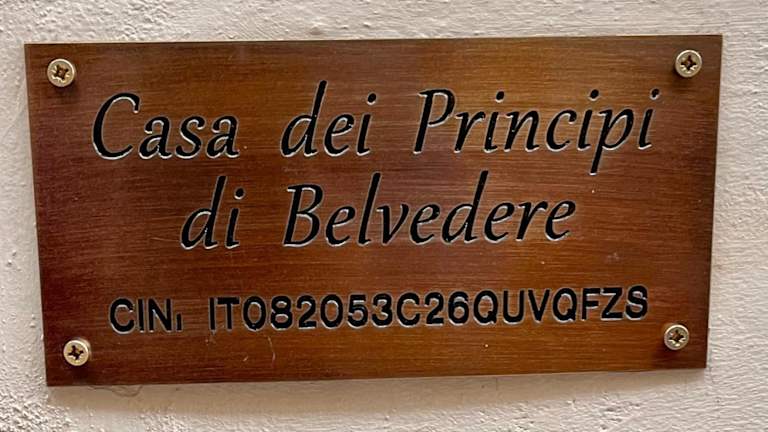 Casa dei Principi
di Belvedere
CIN. IT082053C26QUVQFZS